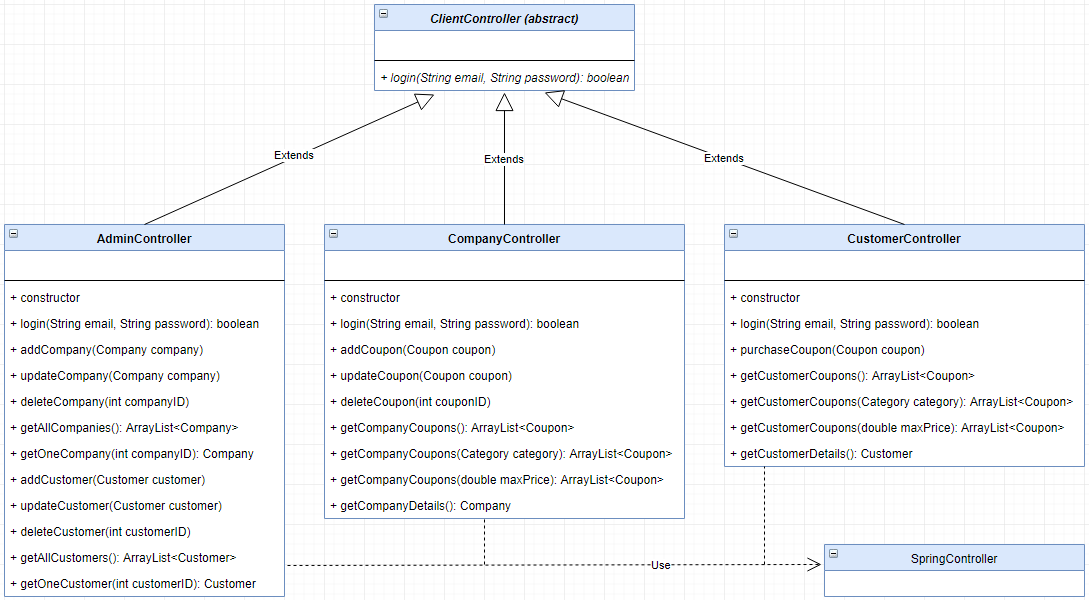 ClientController (abstract)
+ login(String email, String password): boolean
Extends
Extends
Extends
AdminController
+ constructor
+ login(String email, String password): boolean
+ addCompany(Company company)
+ updateCompany(Company company)
+ deleteCompany(int companyID)
+ getAllCompanies(): ArrayList<Company>
+ getOneCompany(int companyID): Company
+ addCustomer(Customer customer)
+ updateCustomer(Customer customer)
+ deleteCustomer(int customerID)
+ getAllCustomers(): ArrayList<Customer>
+ getOneCustomer(int customerID): Customer
CompanyController
+ constructor
+ login(String email, String password): boolean
+ addCoupon(Coupon coupon)
+ updateCoupon(Coupon coupon)
+ deleteCoupon(int couponID)
+ getCompanyCoupons(): ArrayList<Coupon>
+ getCompanyCoupons(Category category): ArrayList<Coupon>
+ getCompanyCoupons(double maxPrice): ArrayList<Coupon>
+ getCompanyDetails(): Company
CustomerController
+ constructor
+ login(String email, String password): boolean
+ purchaseCoupon(Coupon coupon)
+ getCustomerCoupons(): ArrayList<Coupon>
+ getCustomerCoupons(Category category): ArrayList<Coupon>
+ getCustomerCoupons(double maxPrice): ArrayList<Coupon>
+ getCustomerDetails(): Customer
Use
SpringController